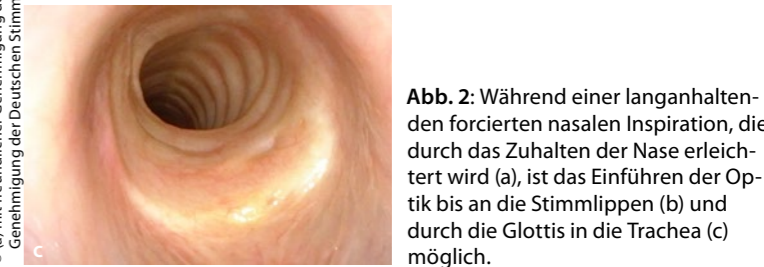 Genehmigung der Deutschen Stimm
C
Abb. 2: Während einer langanhalten-
den forcierten nasalen Inspiration, die
durch das Zuhalten der Nase erleich-
tert wird (a), ist das Einführen der Op-
tik bis an die Stimmlippen (b) und
durch die Glottis in die Trachea (c)
möglich.